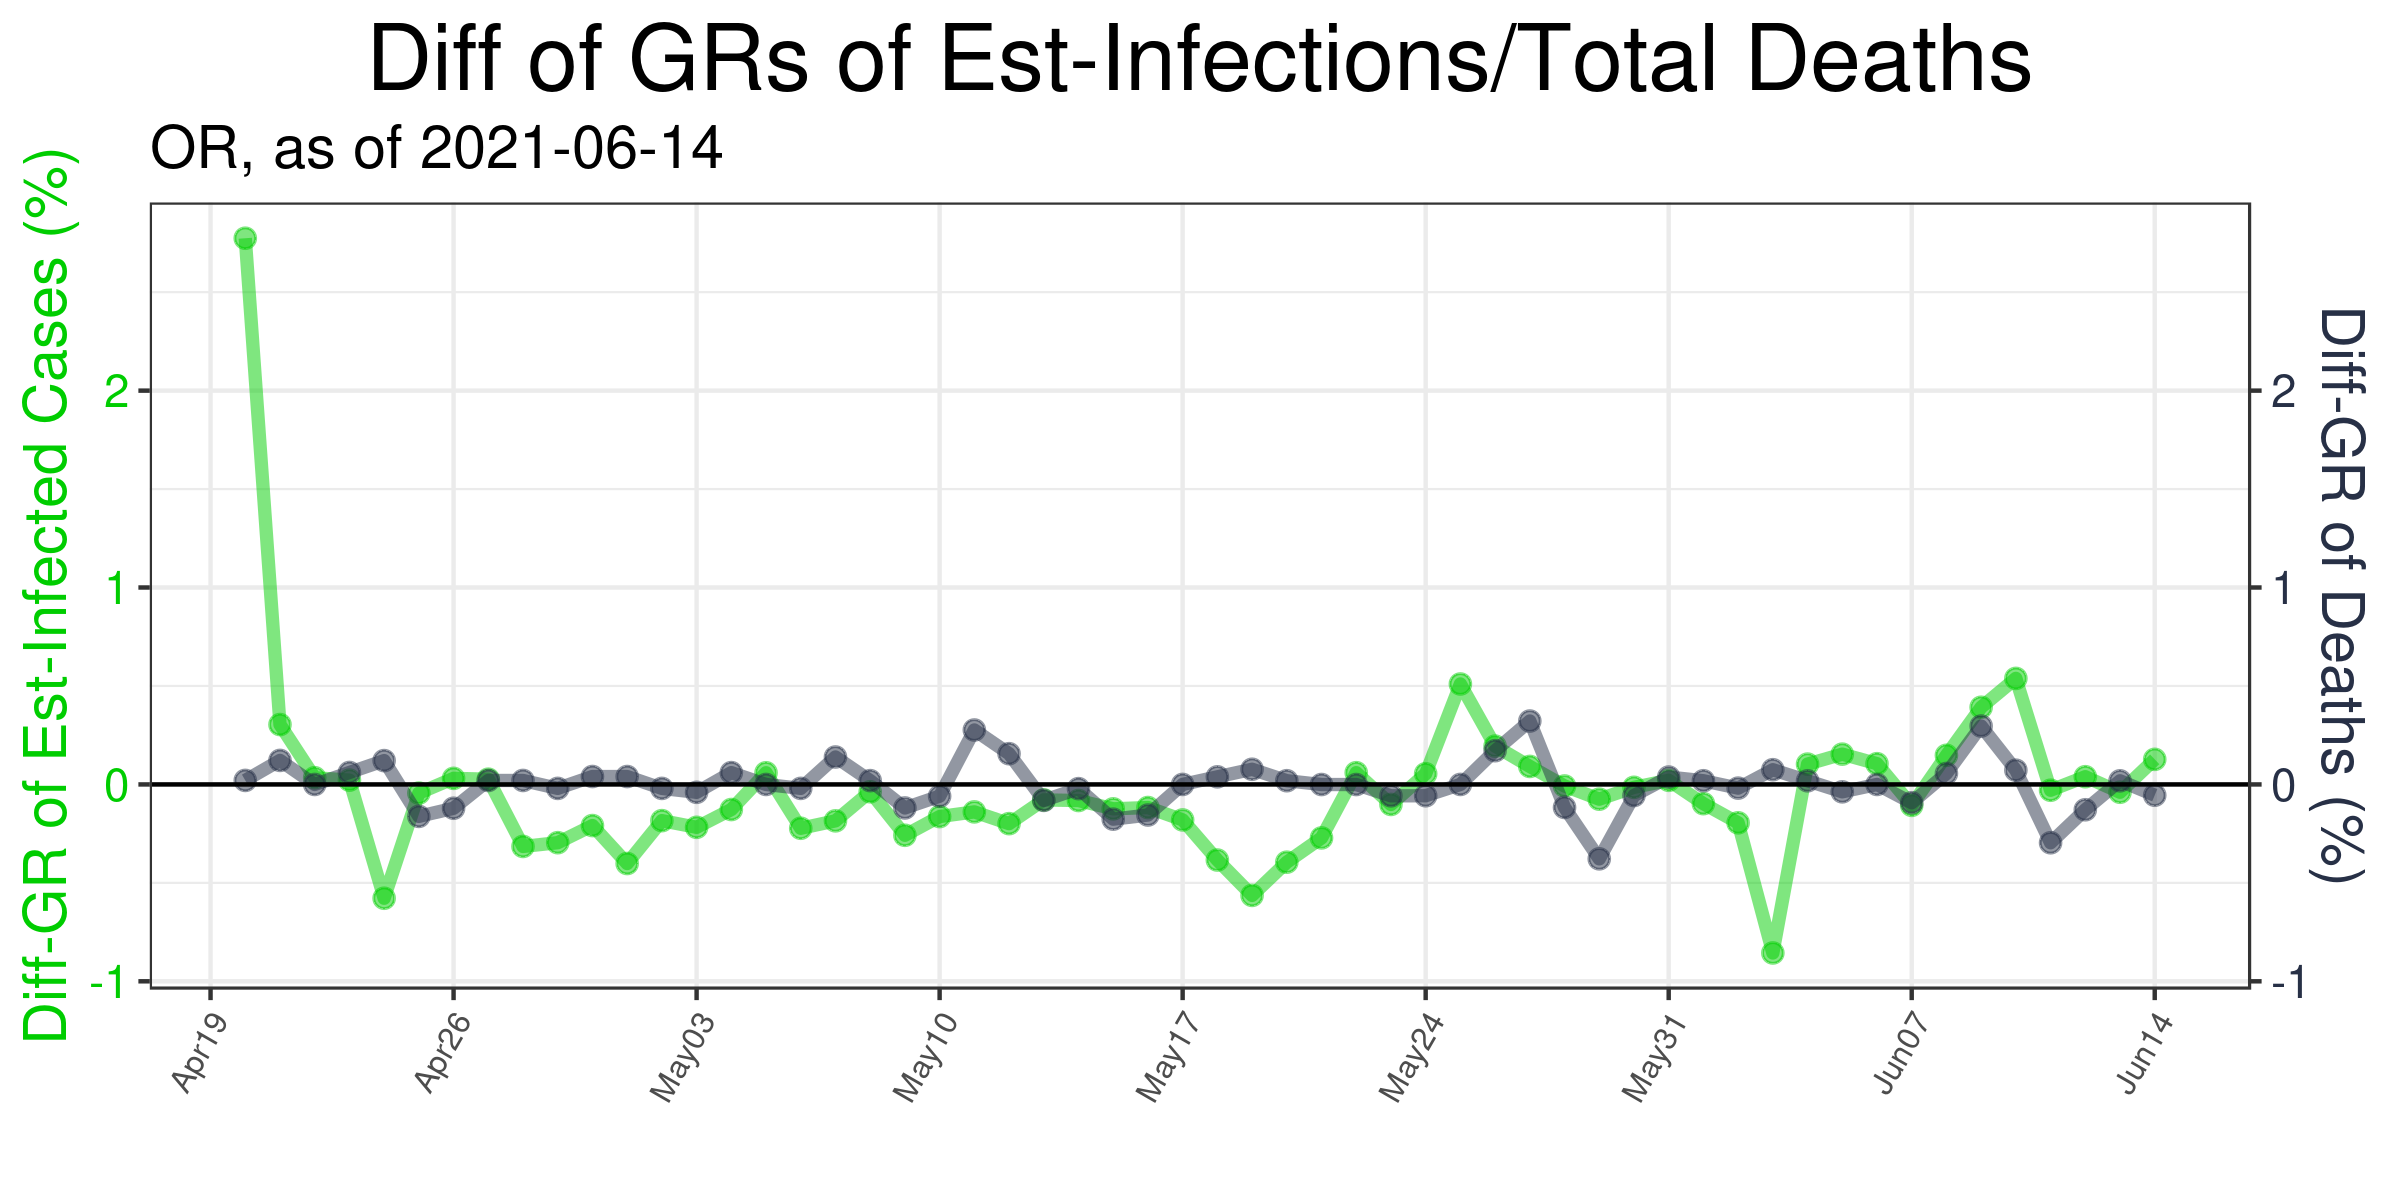 Diff of GRs of Est-Infections/Total Deaths
OR, as of 2021-06-14
Diff-GR of Est-Infected Cases (%)
2
1
0
-1
Diff-GR of Deaths (%)
2
1
0
-1
Apr19
Apr26
May03
May10
May17
May24
May31
Jun07
Jun14